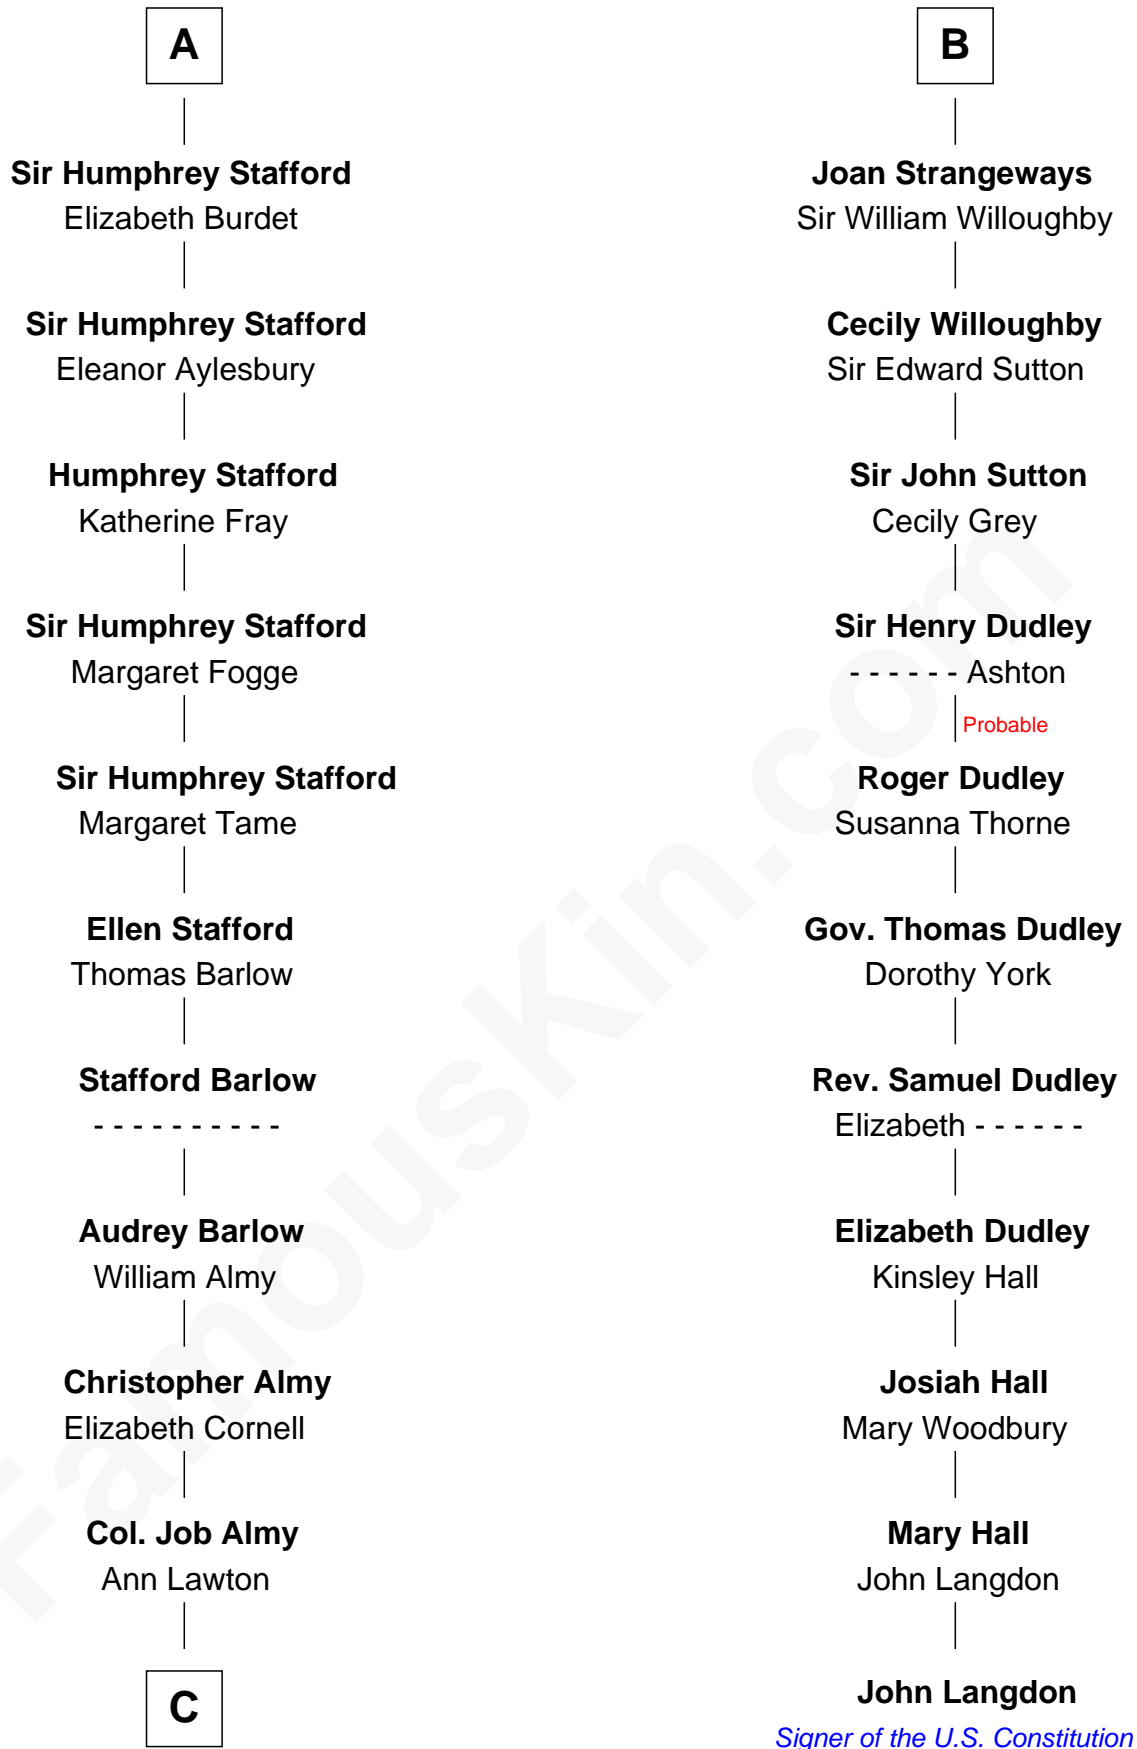 A
Sir Humphrey Stafford
Elizabeth Burdet
Sir Humphrey Stafford
Eleanor Aylesbury
Humphrey Stafford
Katherine Fray
Sir Humphrey Stafford
Margaret Fogge
Sir Humphrey Stafford
Margaret Tame
Ellen Stafford
Thomas Barlow
Stafford Barlow
- - - - - - - - - -
Audrey Barlow
William Almy
Christopher Almy
Elizabeth Cornell
Col. Job Almy
Ann Lawton
C
B
Joan Strangeways
Sir William Willoughby
Cecily Willoughby
Sir Edward Sutton
Sir John Sutton
Cecily Grey
Sir Henry Dudley
- - - - - - Ashton
Probable
Roger Dudley
Susanna Thorne
Gov. Thomas Dudley
Dorothy York
Rev. Samuel Dudley
Elizabeth - - - - - -
Elizabeth Dudley
Kinsley Hall
Josiah Hall
Mary Woodbury
Mary Hall
John Langdon
John Langdon
Signer of the U.S. Constitution
FamousKin.com